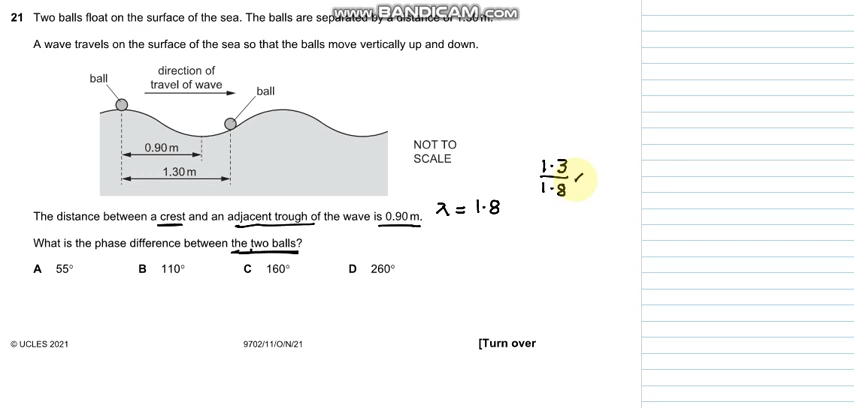 www.BANDICAM.com
21 Two balls float on the surface of the sea. The balls are separated by a distance of 1.30 m.
A wave travels on the surface of the sea so that the balls move vertically up and down.
direction of
travel of wave
ball
ball
0.90 m
1.30 m
NOT TO
SCALE
1.3
1.8
The distance between a crest and an adjacent trough of the wave is 0.90 m.
λ = 1.8
What is the phase difference between the two balls?
A 55° B 110° C 160° D 260°
© UCLES 2021 9702/11/O/N/21 [Turn over